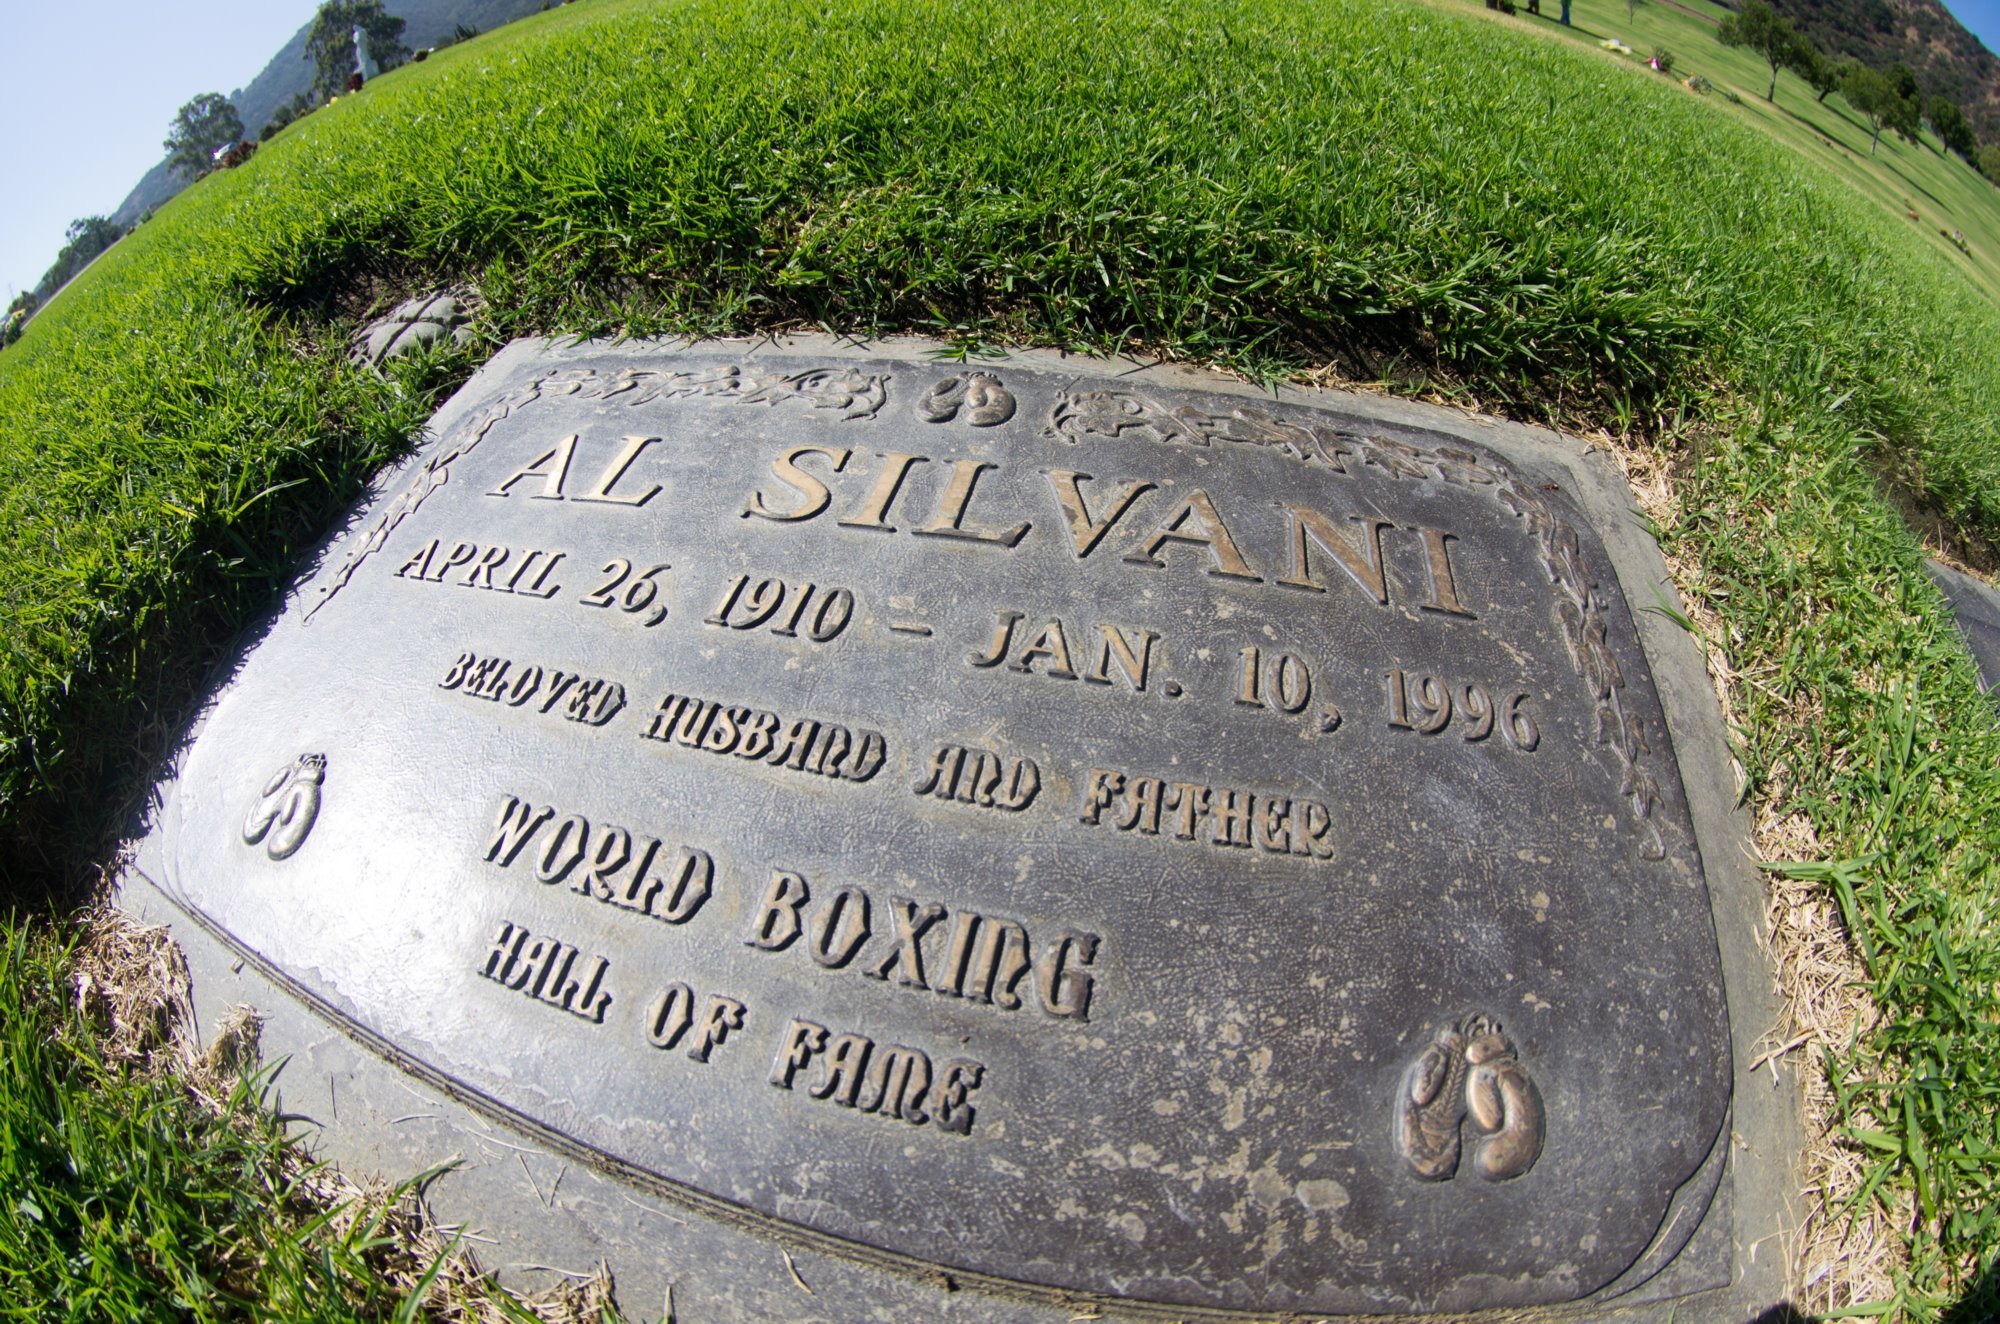 AL SILVANI
APRIL 26, 1910 – JAN. 10, 1996
BELOVED HUSBAND AND FATHER
WORLD BOXING
HALL OF FAME